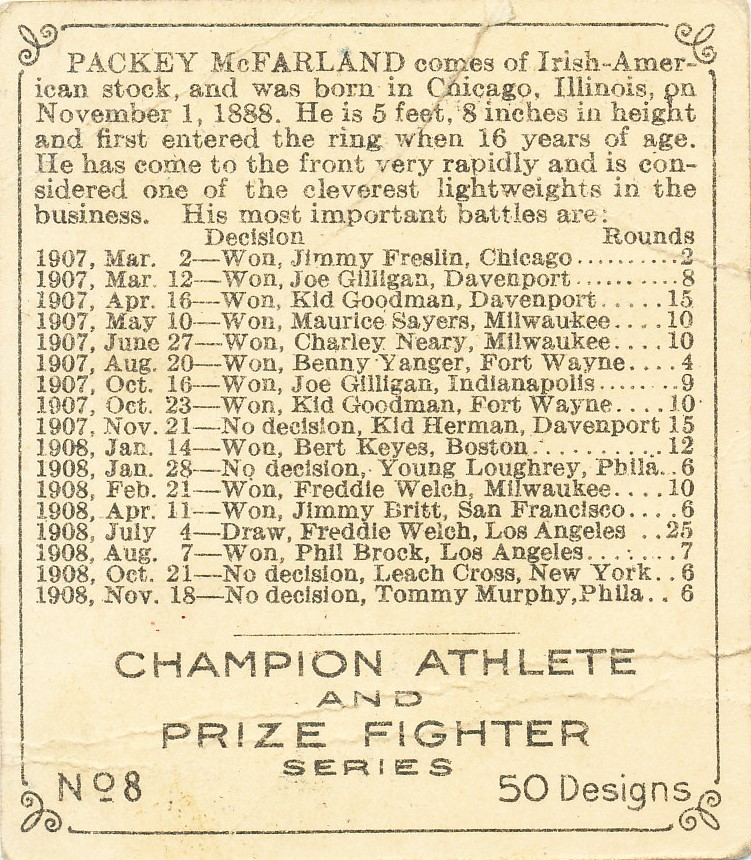 PACKEY McFARLAND comes of Irish-Amer-
ican stock, and was born in Chicago, Illinois, on
November 1, 1888. He is 5 feet, 8 inches in height
and first entered the ring when 16 years of age.
He has come to the front very rapidly and is con-
sidered one of the cleverest lightweights in the
business. His most important battles are:
Decision Rounds
1907, Mar. 2—Won, Jimmy Freslin, Chicago..........2
1907, Mar. 12—Won, Joe Gilligan, Davenport..........8
1907, Apr. 16—Won, Kid Goodman, Davenport.....15
1907, May 10—Won, Maurice Sayers, Milwaukee....10
1907, June 27—Won, Charley Neary, Milwaukee....10
1907, Aug. 20—Won, Benny Yanger, Fort Wayne....4
1907, Oct. 16—Won, Joe Gilligan, Indianapolis........9
1907, Oct. 23—Won, Kid Goodman, Fort Wayne....10
1907, Nov. 21—No decision, Kid Herman, Davenport 15
1908, Jan. 14—Won, Bert Keyes, Boston..........12
1908, Jan. 28—No decision, Young Loughrey, Phila..6
1908, Feb. 21—Won, Freddie Welch, Milwaukee....10
1908, Apr. 11—Won, Jimmy Britt, San Francisco....6
1908, July 4—Draw, Freddie Welch, Los Angeles ..25
1908, Aug. 7—Won, Phil Brock, Los Angeles........7
1908, Oct. 21—No decision, Leach Cross, New York..6
1908, Nov. 18—No decision, Tommy Murphy, Phila..6
CHAMPION ATHLETE
AND
PRIZE FIGHTER
SERIES
No 8 50 Designs